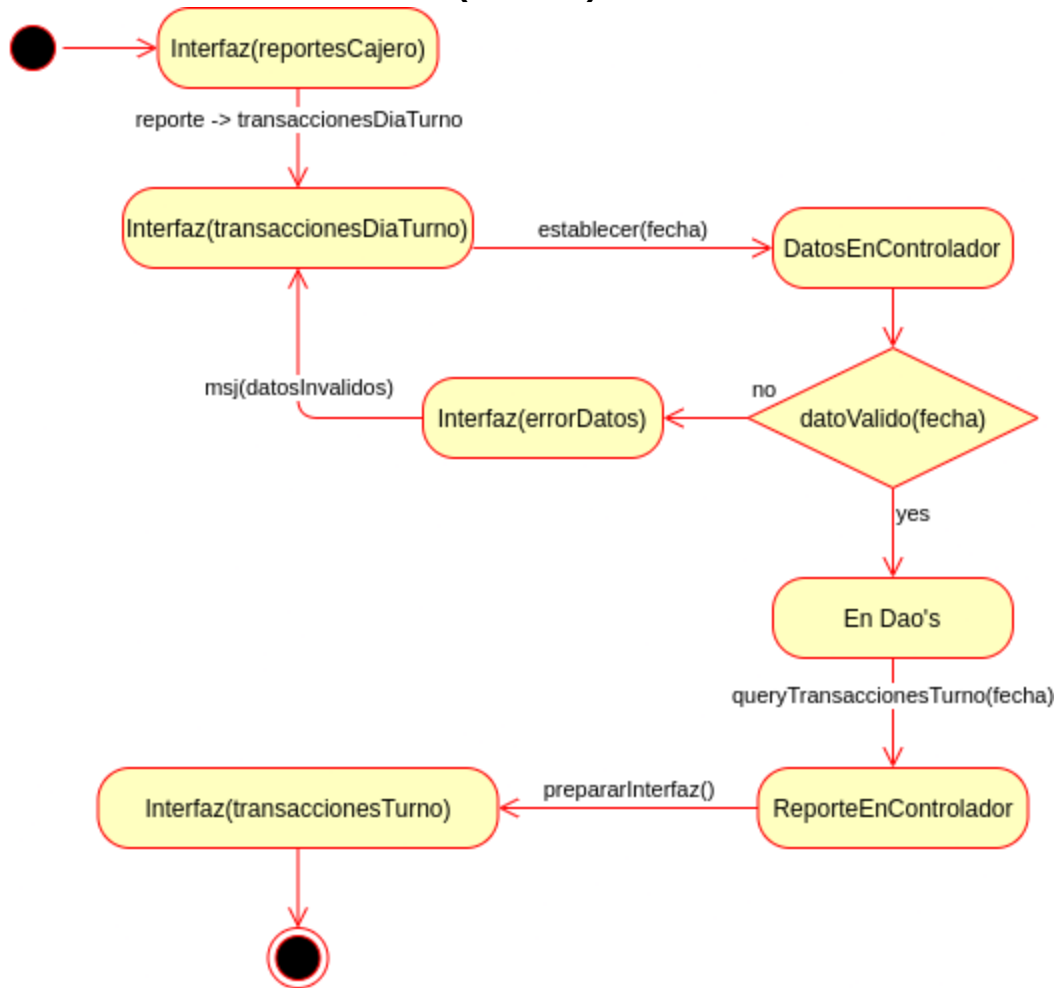 Interfaz(reportesCajero)
reporte -> transaccionesDiaTurno
Interfaz(transaccionesDiaTurno)
establecer(fecha)
DatosEnControlador
msj(datosInvalidos)
Interfaz(errorDatos)
no
datoValido(fecha)
yes
En Dao's
queryTransaccionesTurno(fecha)
Interfaz(transaccionesTurno)
prepararInterfaz()
ReporteEnControlador